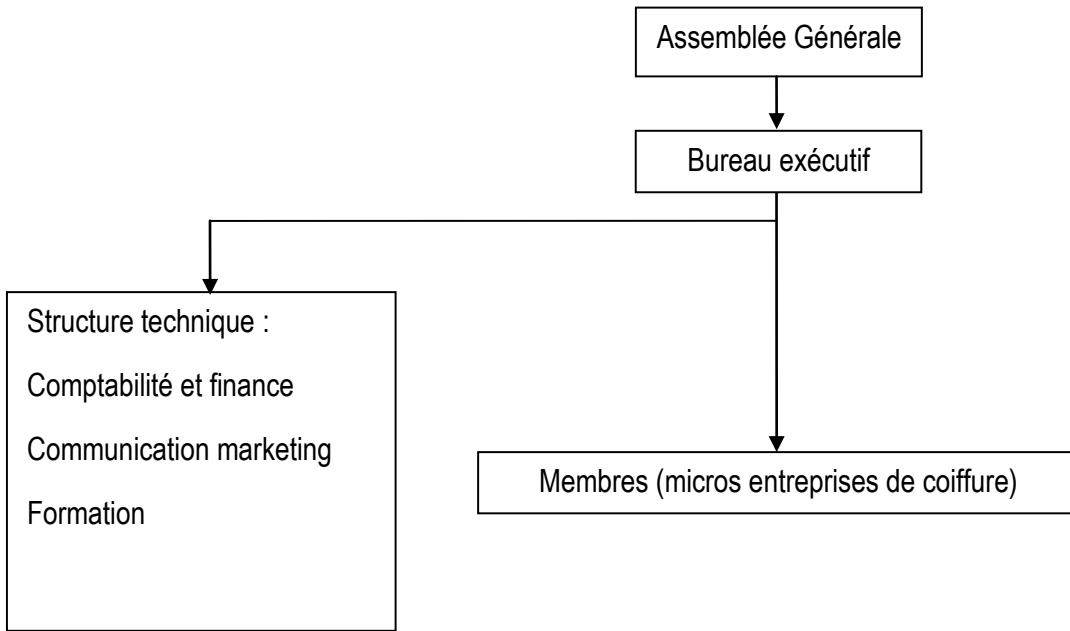 Assemblée Générale
Bureau exécutif
Structure technique :
Comptabilité et finance
Communication marketing
Formation
Membres (micros entreprises de coiffure)